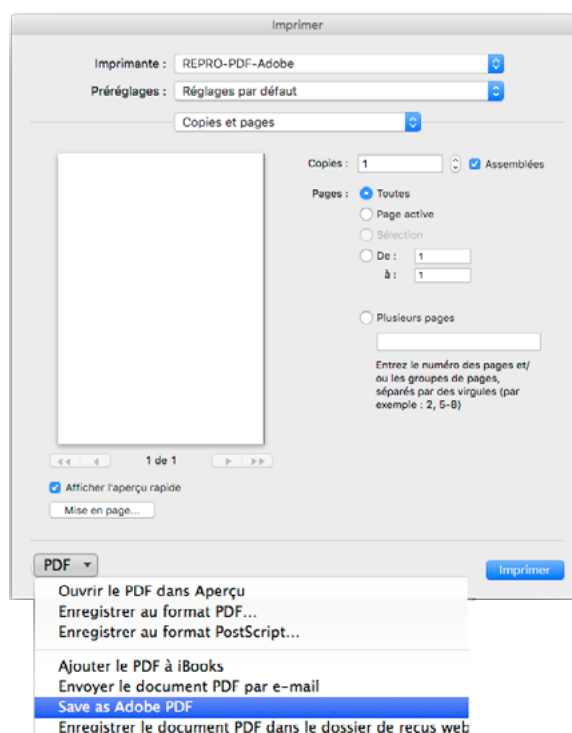 Imprimer
Imprimante : REPRO-PDF-Adobe
Préréglages : Réglages par défaut
Copies et pages
Copies : 1 Assemblées
Pages : Toutes
Page active
Sélection
De : 1
à : 1
Plusieurs pages
Entrez le numéro des pages et/
ou les groupes de pages,
séparés par des virgules (par
exemple : 2, 5-8)
1 de 1
Afficher l'aperçu rapide
Mise en page...
PDF
Imprimer
Ouvrir le PDF dans Aperçu
Enregistrer au format PDF...
Enregistrer au format PostScript...
Ajouter le PDF à iBooks
Envoyer le document PDF par e-mail
Save as Adobe PDF
Enregistrer le document PDF dans le dossier de reçus web